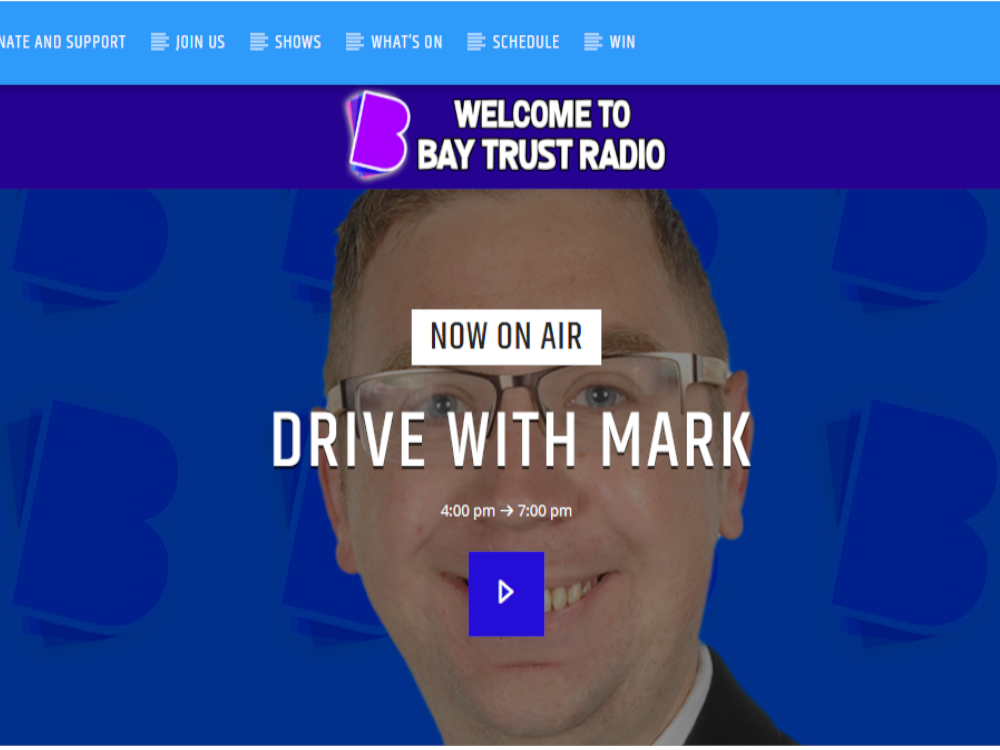 NATE AND SUPPORT
JOIN US
SHOWS
WHAT'S ON
SCHEDULE
WIN
WELCOME TO
BAY TRUST RADIO
NOW ON AIR
DRIVE WITH MARK
4:00 pm → 7:00 pm